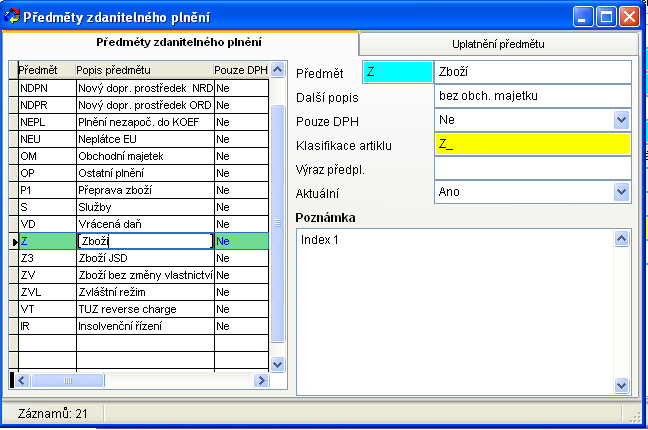 Předměty zdanitelného plnění
Předměty zdanitelného plnění
Uplatnění předmětu
Předmět Popis předmětu Pouze DPH
NDPN Nový dopr. prostředek NRD Ne
NDPR Nový dopr. prostředek ORD Ne
NEPL Plnění nezapoč. do KOEF Ne
NEU Neplátce EU Ne
OM Obchodní majetek Ne
OP Ostatní plnění Ne
P1 Přeprava zboží Ne
S Služby Ne
VD Vrácená daň Ne
Z Zboží Ne
Z3 Zboží JSD Ne
ZV Zboží bez změny vlastnictví Ne
ZVL Zvláštní režim Ne
VT TUZ reverse charge Ne
IR Insolvenční řízení Ne
Předmět Z Zboží
Další popis bez obch. majetku
Pouze DPH Ne
Klasifikace artiklu Z_
Výraz předpl.
Aktuální Ano
Poznámka
Index 1
Záznamů: 21